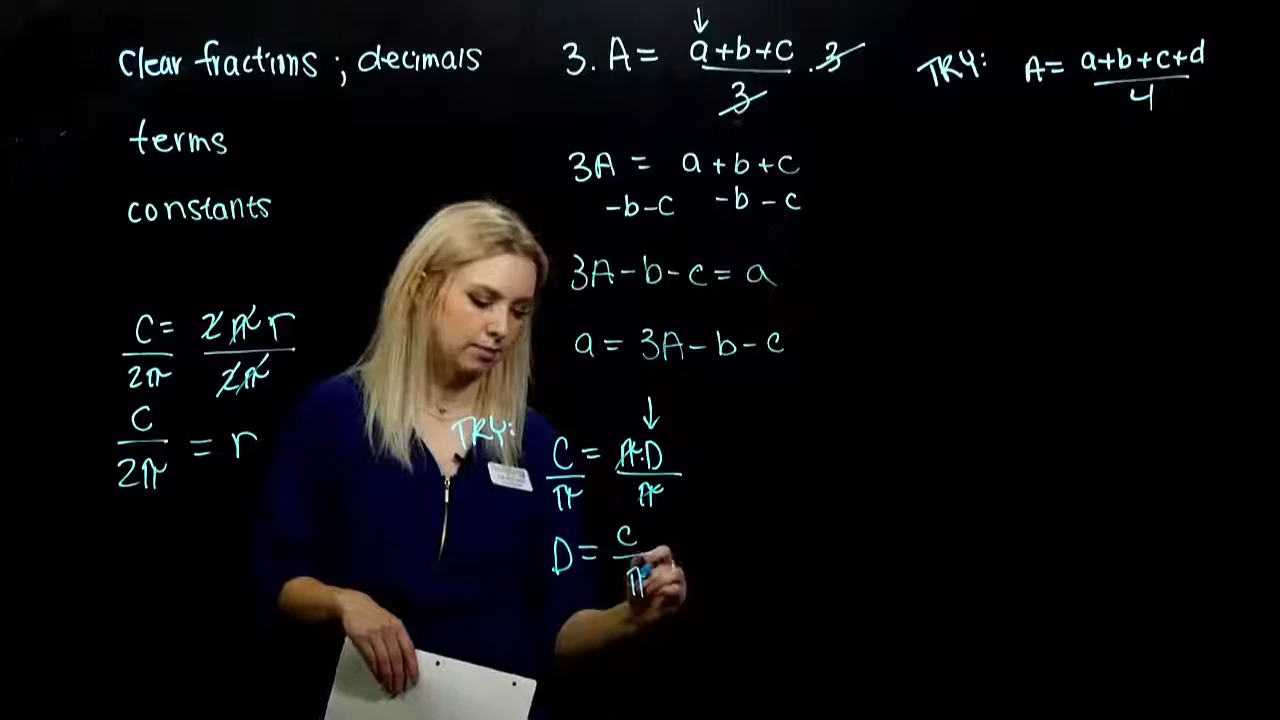 Clear fractions ; decimals
terms
constants
C = 2πr
2π 2π
C
2π
= r
3. A = a+b+c · 3
3
3A = a+b+c
-b-c -b-c
3A-b-c = a
a = 3A-b-c
TRY:
C = π·D
π π
D = C
π
TRY: A = a+b+c+d
4